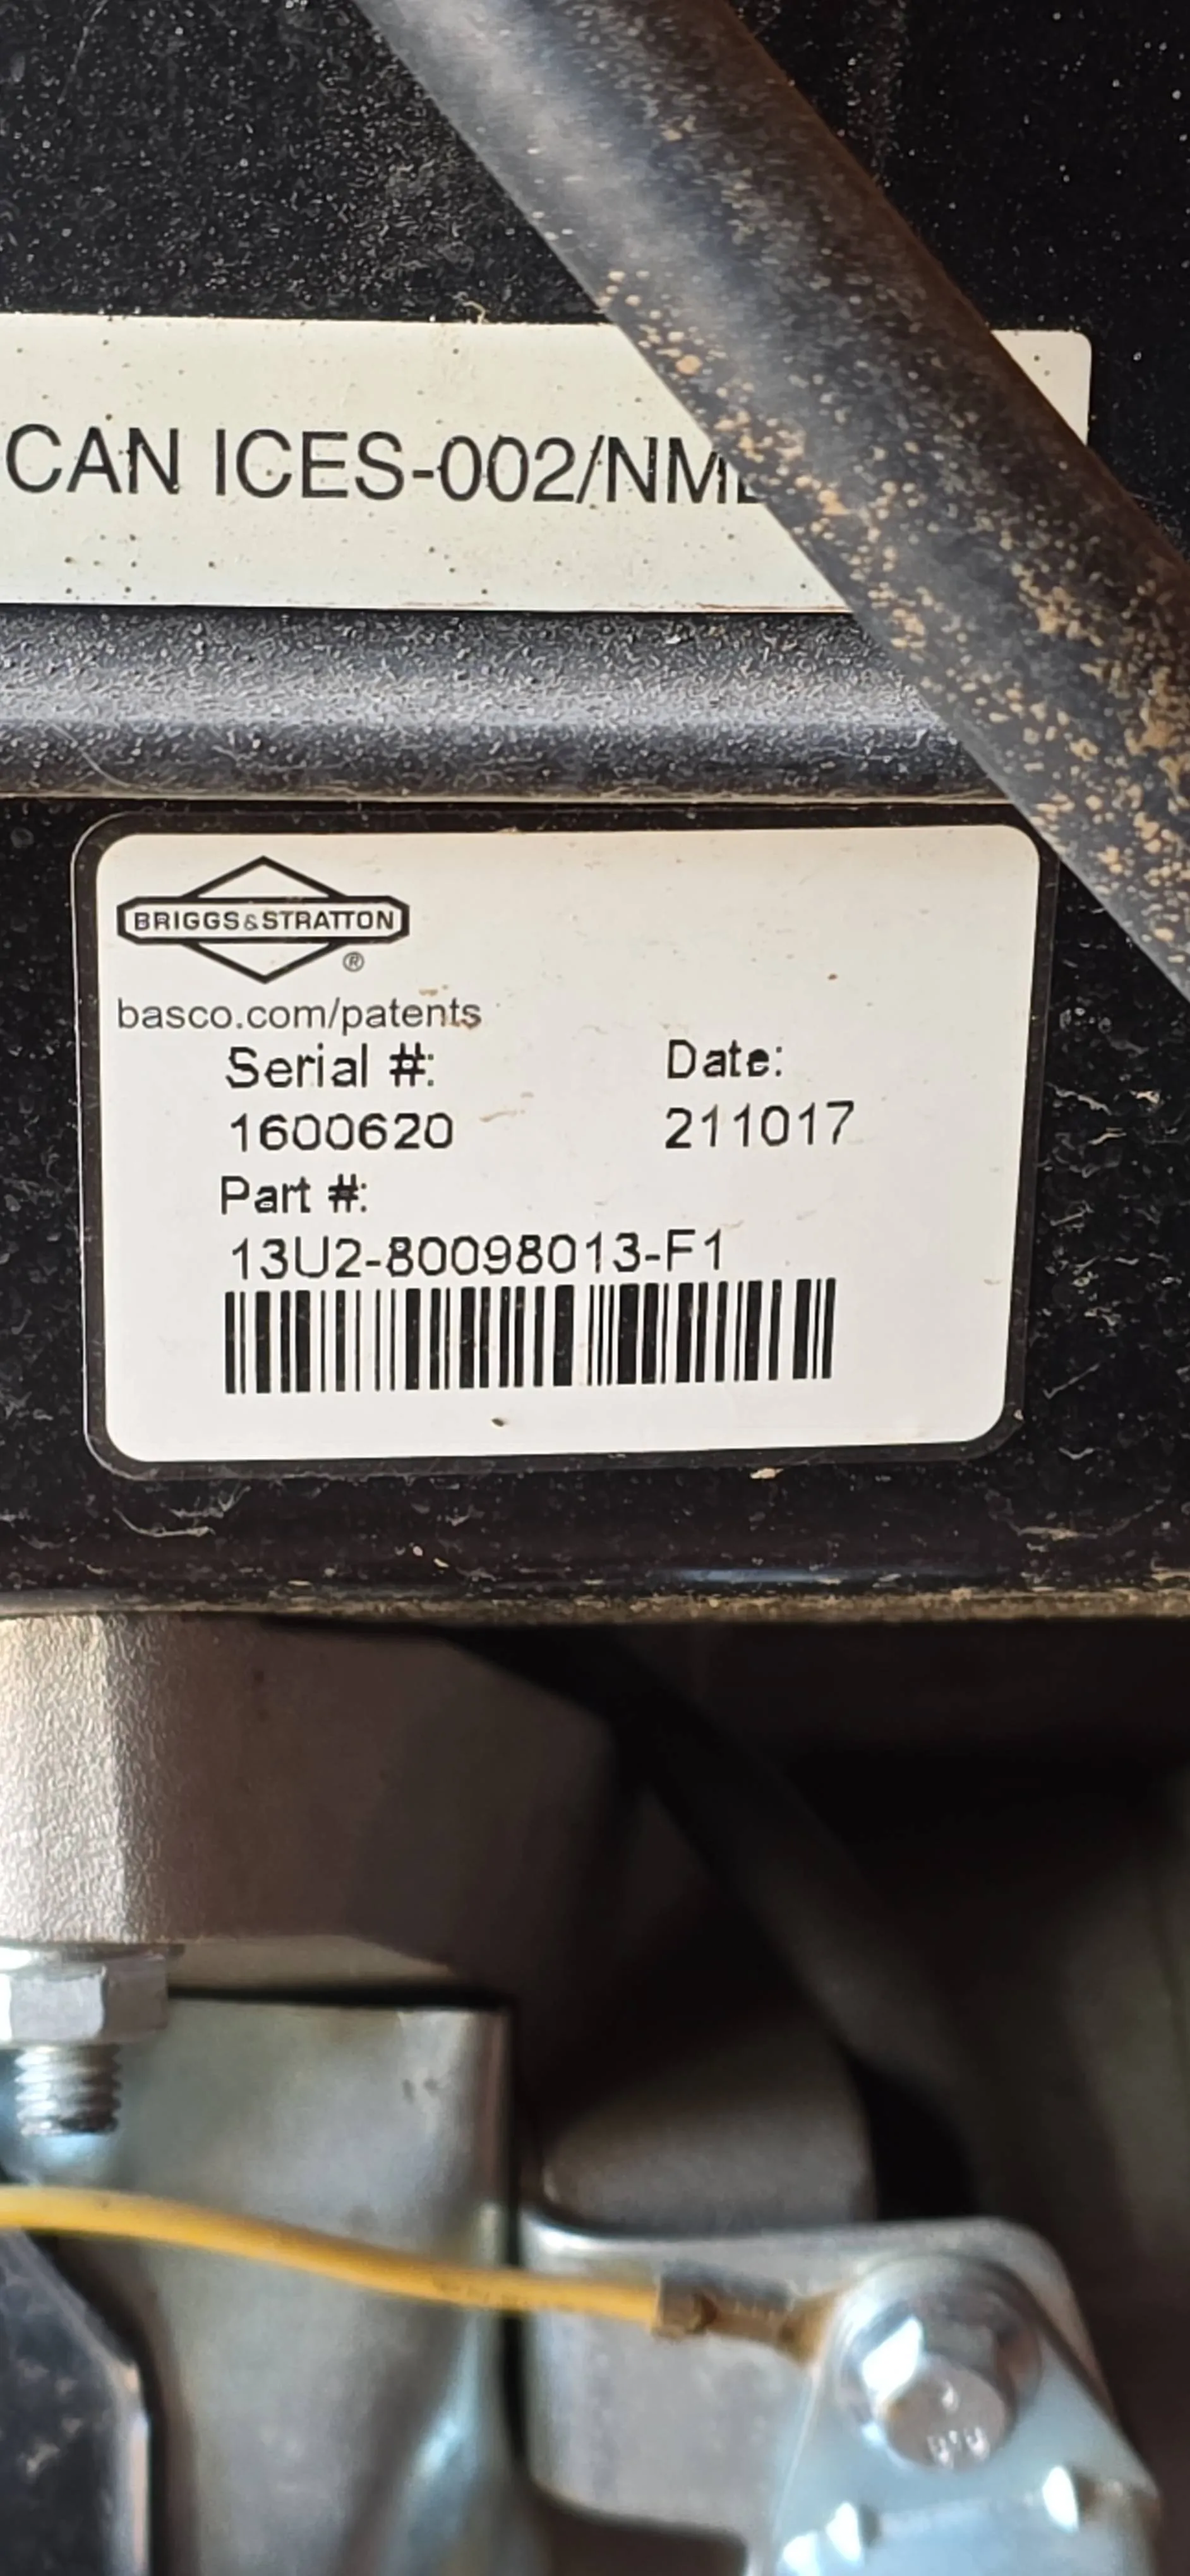 CAN ICES-002/NM
BRIGGS&STRATTON
®
basco.com/patents
Serial #:
Date:
1600620
211017
Part #:
13U2-80098013-F1